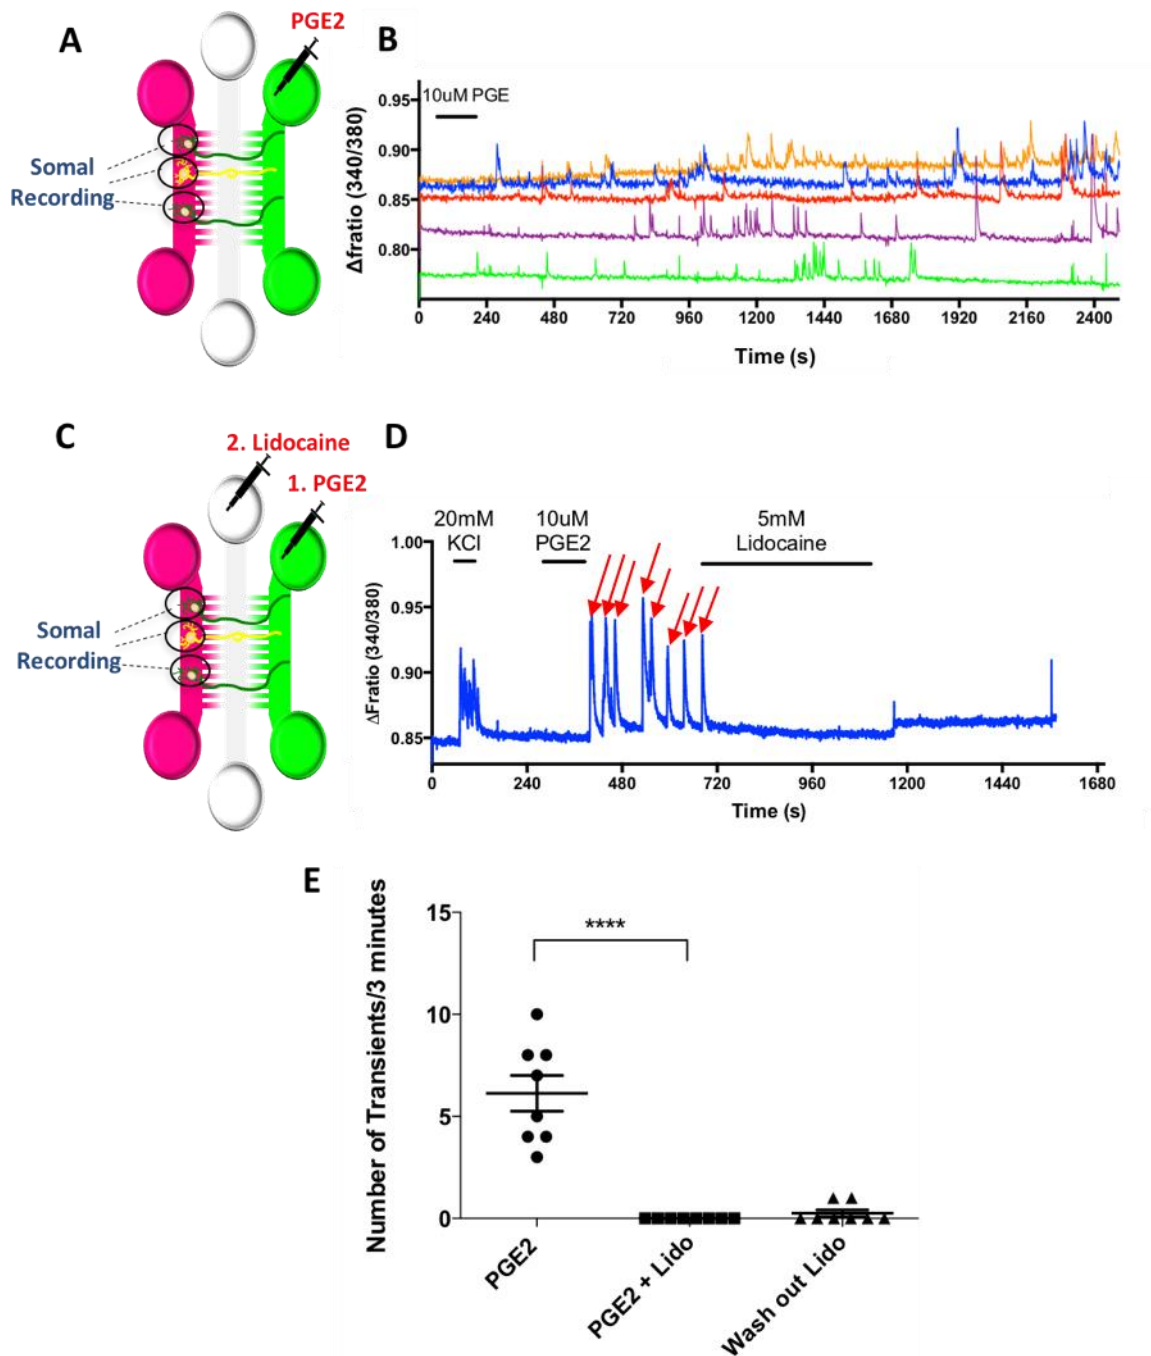 A
PGE2
Somal
Recording
B
10uM PGE
Δfratio (340/380)
0.95
0.90
0.85
0.80
0 240 480 720 960 1200 1440 1680 1920 2160 2400
Time (s)
C
2. Lidocaine
1. PGE2
Somal
Recording
D
20mM
KCl
10uM
PGE2
5mM
Lidocaine
ΔFratio (340/380)
1.00
0.95
0.90
0.85
0 240 480 720 960 1200 1440 1680
Time (s)
E
Number of Transients/3 minutes
15
10
5
0
****
PGE2
PGE2 + Lido
Wash out Lido